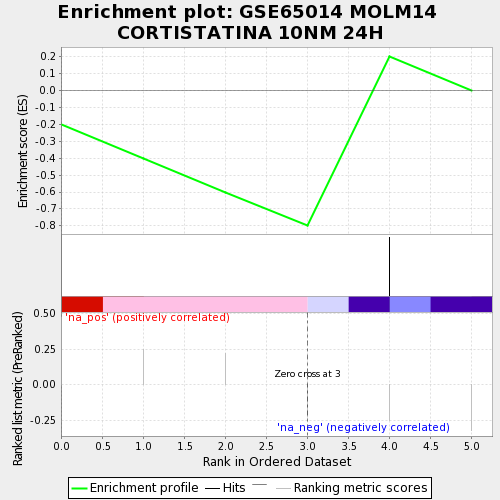 Enrichment plot: GSE65014 MOLM14
CORTISTATINA 10NM 24H
Enrichment score (ES)
0.2
0.1
0.0
-0.1
-0.2
-0.3
-0.4
-0.5
-0.6
-0.7
-0.8
'na_pos' (positively correlated)
Ranked list metric (PreRanked)
0.50
0.25
0.00
-0.25
Zero cross at 3
'na_neg' (negatively correlated)
0.0 0.5 1.0 1.5 2.0 2.5 3.0 3.5 4.0 4.5 5.0
Rank in Ordered Dataset
Enrichment profile Hits Ranking metric scores